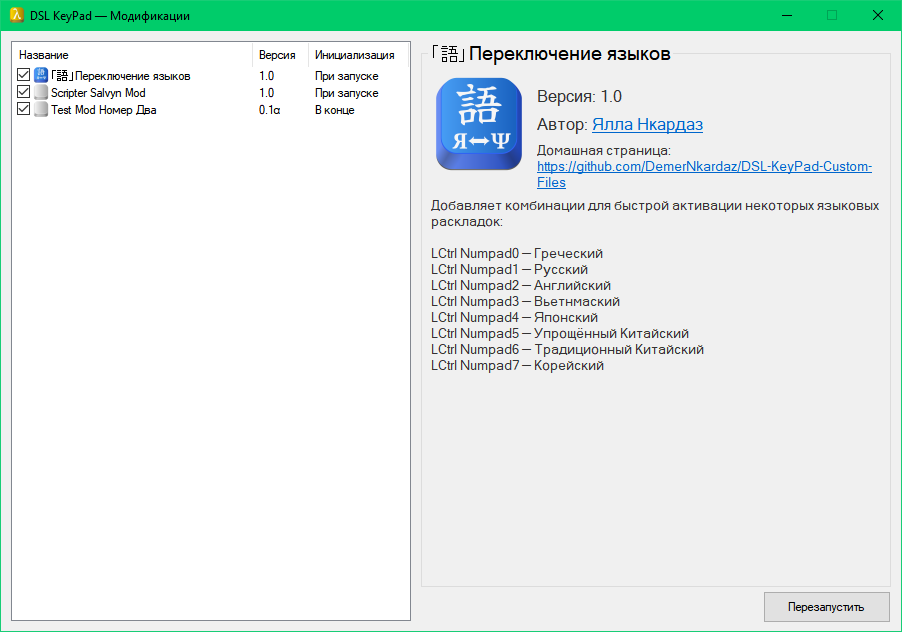 DSL KeyPad — Модификации
Название Версия Инициализация
「語」Переключение языков 1.0 При запуске
Scripter Salvyn Mod 1.0 При запуске
Test Mod Номер Два 0.1α В конце
「語」Переключение языков
語
Я↔Ψ
Версия: 1.0
Автор: Ялла Нкардаз
Домашная страница:
https://github.com/DemerNkardaz/DSL-KeyPad-Custom-
Files
Добавляет комбинации для быстрой активации некоторых языковых
раскладок:
LCtrl Numpad0 — Греческий
LCtrl Numpad1 — Русский
LCtrl Numpad2 — Английский
LCtrl Numpad3 — Вьетнмаский
LCtrl Numpad4 — Японский
LCtrl Numpad5 — Упрощённый Китайский
LCtrl Numpad6 — Традиционный Китайский
LCtrl Numpad7 — Корейский
Перезапустить